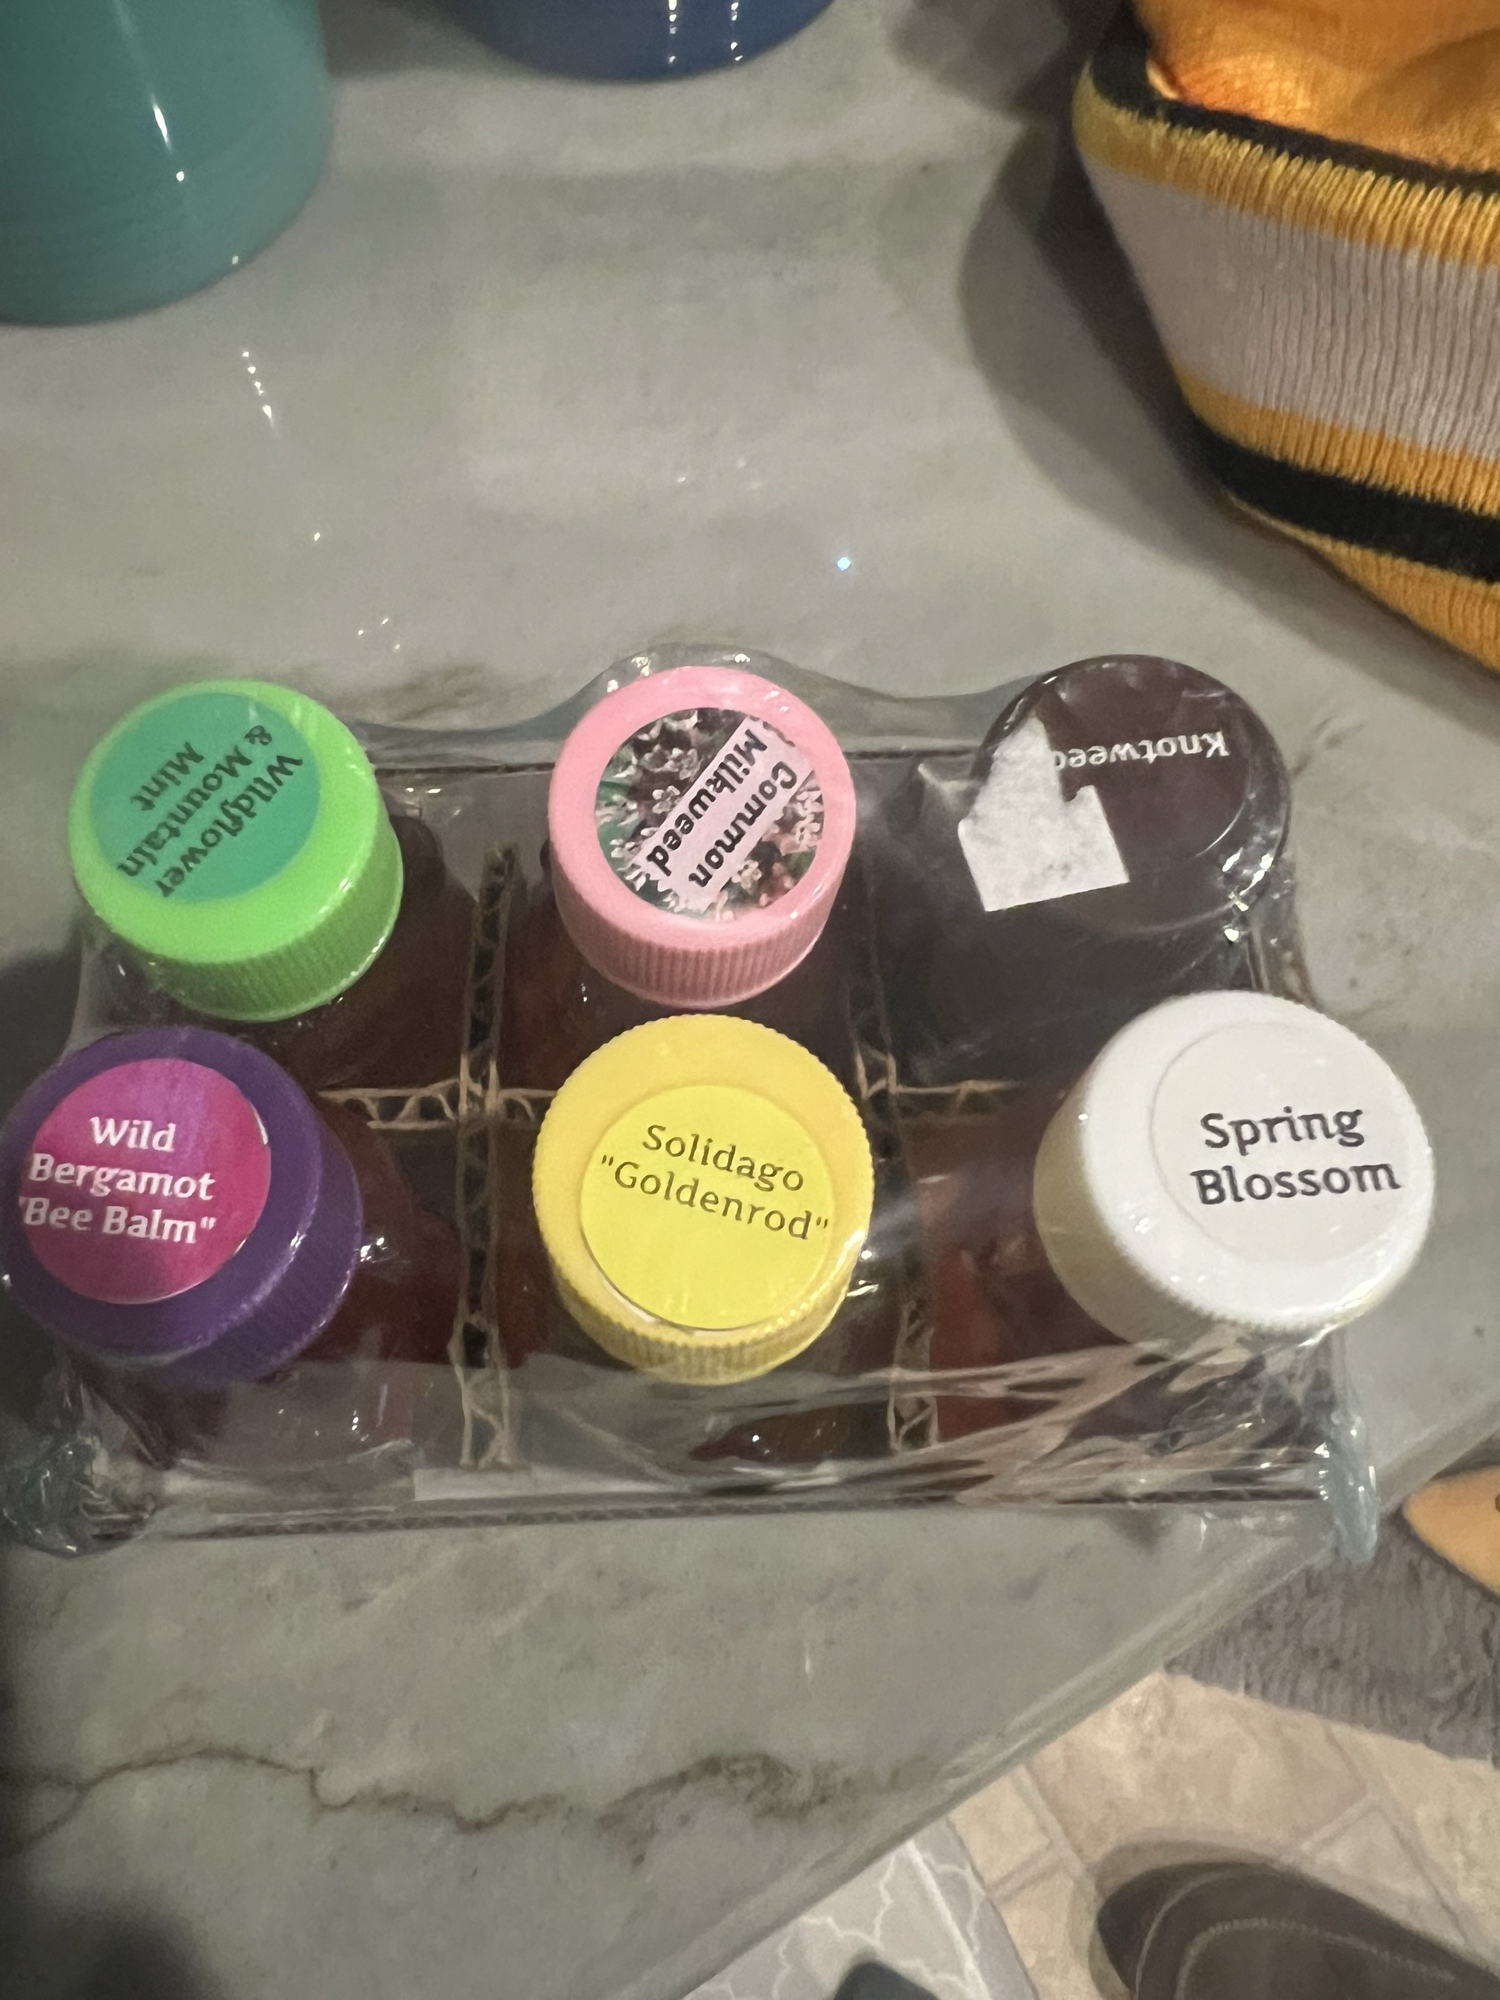 Wildflower
& Mountain
Mint
Common
Milkweed
Knotweed
Wild
Bergamot
"Bee Balm"
Solidago
"Goldenrod"
Spring
Blossom